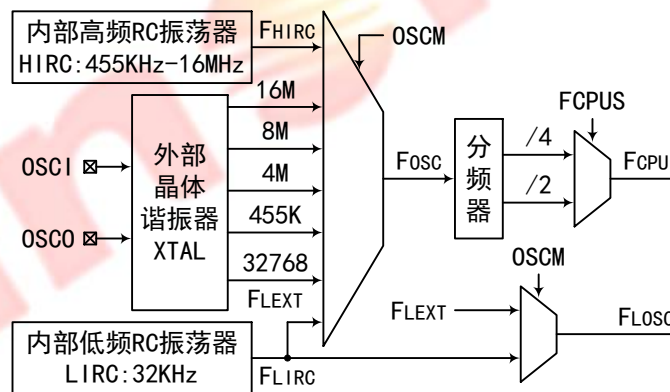 内部高频RC振荡器
HIRC:455KHz-16MHz
FHIRC
OSCM
OSCI
OSCO
外部
晶体
谐振器
XTAL
16M
8M
4M
455K
32768
FLEXT
FOSC
分
频
器
/4
/2
FCPUS
FCPU
内部低频RC振荡器
LIRC:32KHz
FLIRC
OSCM
FLEXT
FLOSC